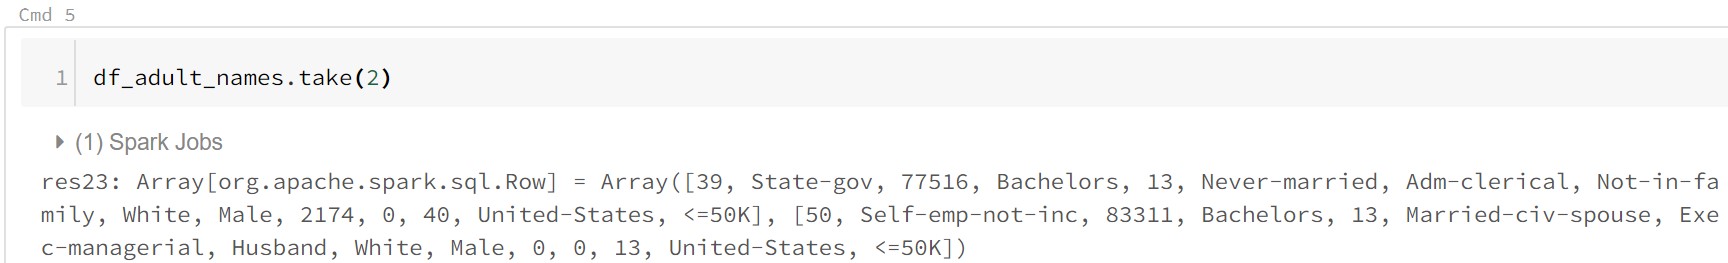 Cmd 5
1 df_adult_names.take(2)
(1) Spark Jobs
res23: Array[org.apache.spark.sql.Row] = Array([39, State-gov, 77516, Bachelors, 13, Never-married, Adm-clerical, Not-in-fa
mily, White, Male, 2174, 0, 40, United-States, <=50K], [50, Self-emp-not-inc, 83311, Bachelors, 13, Married-civ-spouse, Exe
c-managerial, Husband, White, Male, 0, 0, 13, United-States, <=50K])